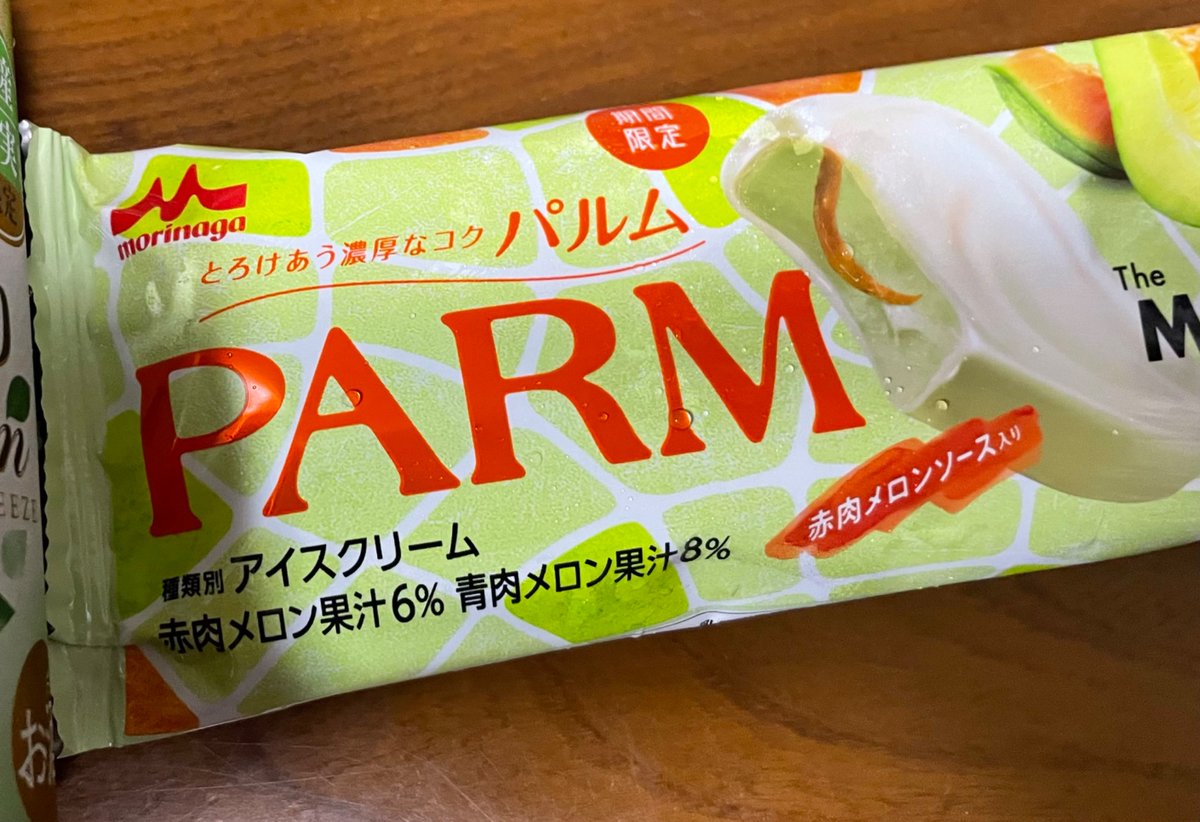 期間
限定
morinaga
とろけあう濃厚なコク パルム
PARM
The
M
赤肉メロンソース入り
種類別 アイスクリーム
赤肉メロン果汁6% 青肉メロン果汁8%
実